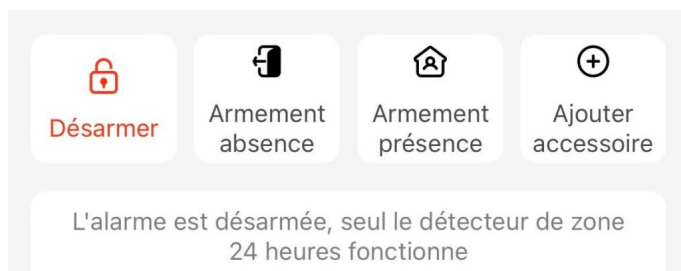 Désarmer
Armement
absence
Armement
présence
Ajouter
accessoire
L'alarme est désarmée, seul le détecteur de zone
24 heures fonctionne